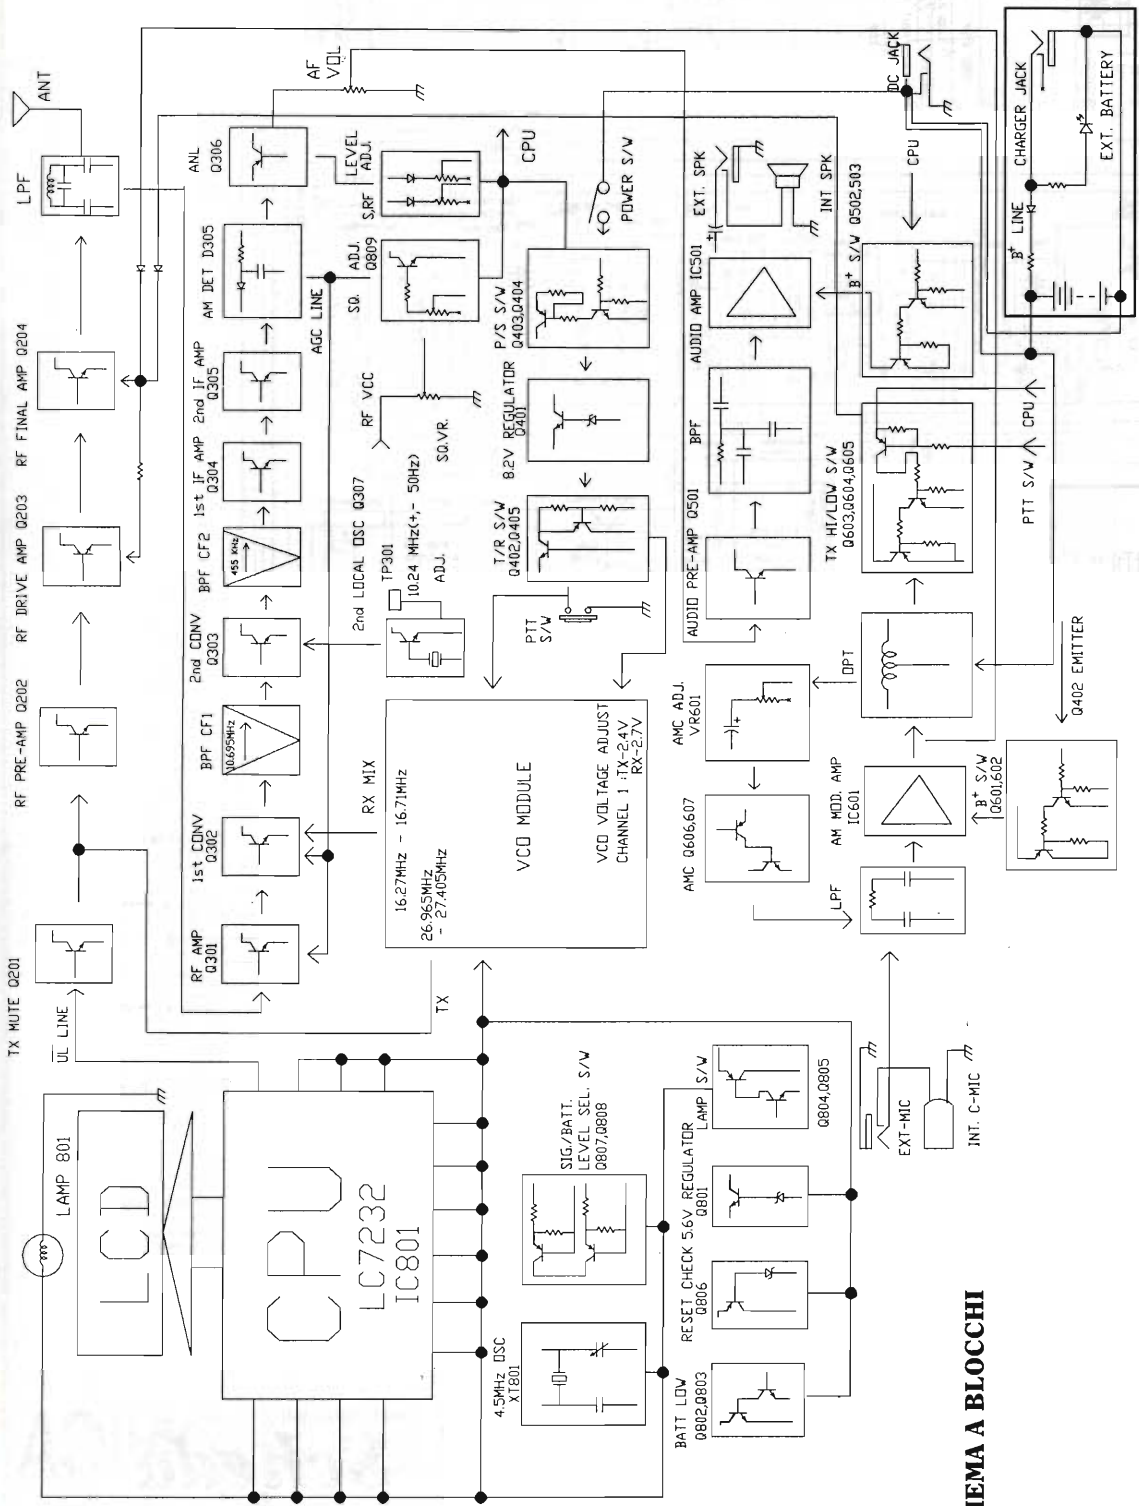 TX MUTE Q201
RF PRE-AMP Q202
RF DRIVE AMP Q203
RF FINAL AMP Q204
LPF
ANT
UL LINE
LAMP 801
LCD
CPU
LC7232
IC801
TX
RF AMP
Q301
1st CONV
Q302
BPF CF1
10.695MHz
2nd CONV
Q303
BPF CF2
455 KHz
1st IF AMP
Q304
2nd IF AMP
Q305
AM DET D305
ANL
Q306
AF
VOL
AGC LINE
RX MIX
16.27MHz - 16.71MHz
26.965MHz
- 27.405MHz
VCO MODULE
VCO VOLTAGE ADJUST
CHANNEL 1 :TX-2.4V
RX-2.7V
2nd LOCAL OSC Q307
TP301
10.24 MHz(+,- 50Hz)
ADJ.
RF VCC
SQ.VR.
SQ.
ADJ.
Q809
S,RF
LEVEL
ADJ.
CPU
POWER S/W
P/S S/W
Q403,Q404
8.2V REGULATOR
Q401
T/R S/W
Q402,Q405
PTT
S/W
AUDIO PRE-AMP Q501
BPF
AUDIO AMP IC501
EXT. SPK
INT SPK
B+ S/W Q502,503
CPU
DC JACK
CHARGER JACK
B+ LINE
EXT. BATTERY
TX HI/LOW S/W
Q603,Q604,Q605
PTT S/W
CPU
OPT
Q402 EMITTER
AMC ADJ.
VR601
AMC Q606,607
AM MOD. AMP
IC601
LPF
B+ S/W
Q601,602
4.5MHz OSC
XT801
SIG./BATT.
LEVEL SEL. S/W
Q807,Q808
BATT LOW
Q802,Q803
RESET CHECK
Q806
5.6V REGULATOR
Q801
LAMP S/W
Q804,Q805
EXT-MIC
INT. C-MIC
HEMA A BLOCCHI